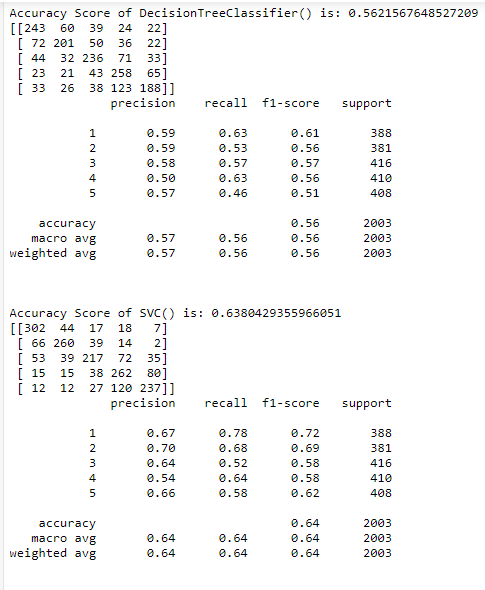 Accuracy Score of DecisionTreeClassifier() is: 0.5621567648527209
[[243  60  39  24  22]
 [ 72 201  50  36  22]
 [ 44  32 236  71  33]
 [ 23  21  43 258  65]
 [ 33  26  38 123 188]]
              precision    recall  f1-score   support

           1       0.59      0.63      0.61       388
           2       0.59      0.53      0.56       381
           3       0.58      0.57      0.57       416
           4       0.50      0.63      0.56       410
           5       0.57      0.46      0.51       408

    accuracy                           0.56      2003
   macro avg       0.57      0.56      0.56      2003
weighted avg       0.57      0.56      0.56      2003

Accuracy Score of SVC() is: 0.6380429355966051
[[302  44  17  18   7]
 [ 66 260  39  14   2]
 [ 53  39 217  72  35]
 [ 15  15  38 262  80]
 [ 12  12  27 120 237]]
              precision    recall  f1-score   support

           1       0.67      0.78      0.72       388
           2       0.70      0.68      0.69       381
           3       0.64      0.52      0.58       416
           4       0.54      0.64      0.58       410
           5       0.66      0.58      0.62       408

    accuracy                           0.64      2003
   macro avg       0.64      0.64      0.64      2003
weighted avg       0.64      0.64      0.64      2003